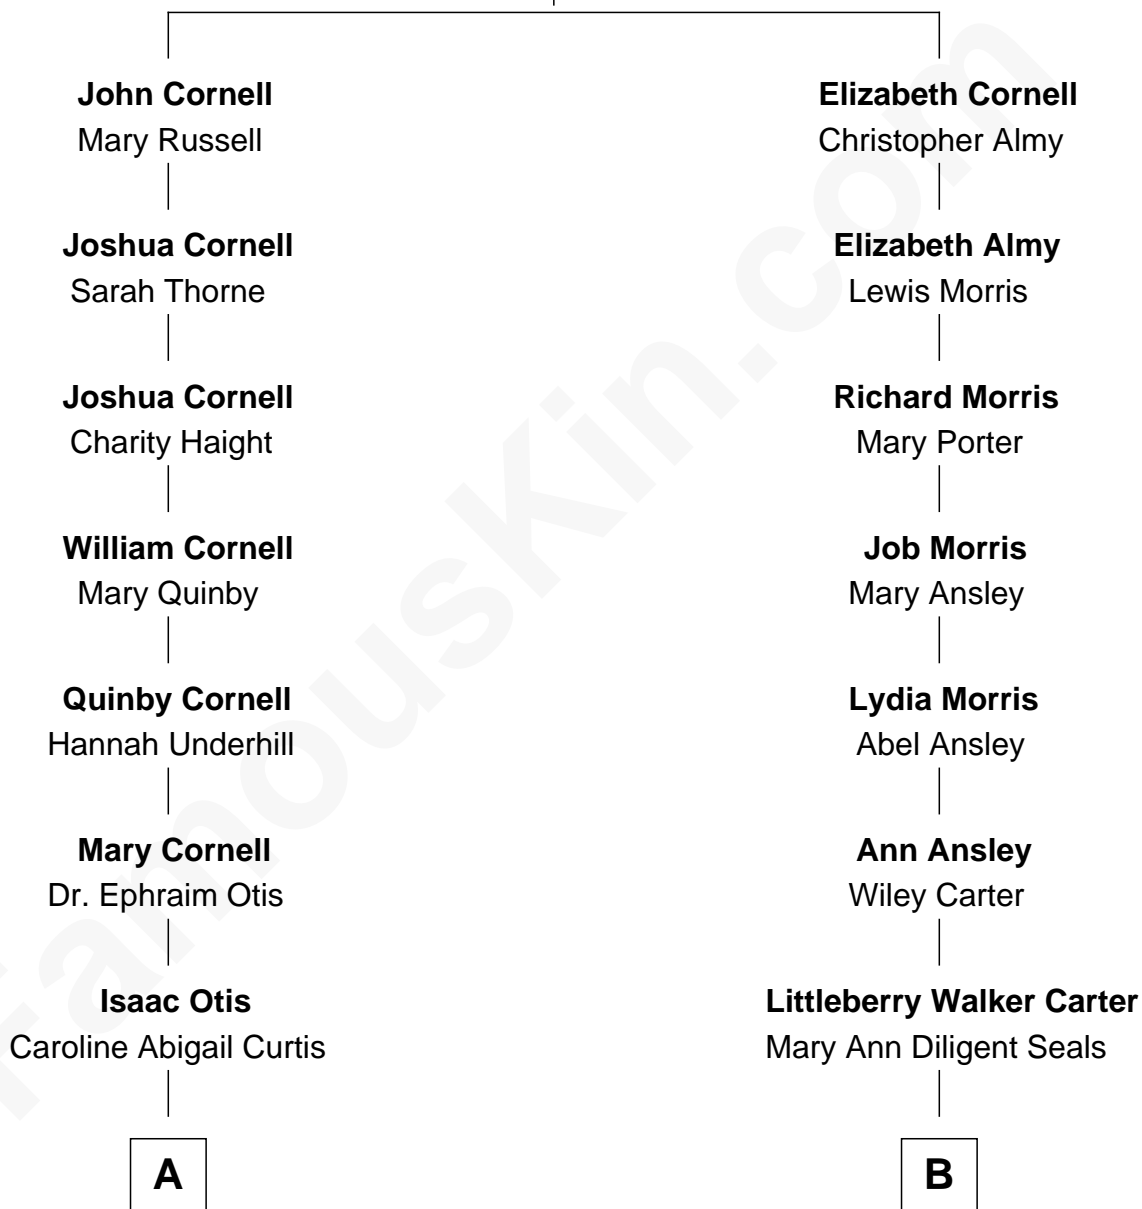 John Cornell
Mary Russell
Joshua Cornell
Sarah Thorne
Joshua Cornell
Charity Haight
William Cornell
Mary Quinby
Quinby Cornell
Hannah Underhill
Mary Cornell
Dr. Ephraim Otis
Isaac Otis
Caroline Abigail Curtis
A
Elizabeth Cornell
Christopher Almy
Elizabeth Almy
Lewis Morris
Richard Morris
Mary Porter
Job Morris
Mary Ansley
Lydia Morris
Abel Ansley
Ann Ansley
Wiley Carter
Littleberry Walker Carter
Mary Ann Diligent Seals
B
FamousKin.com